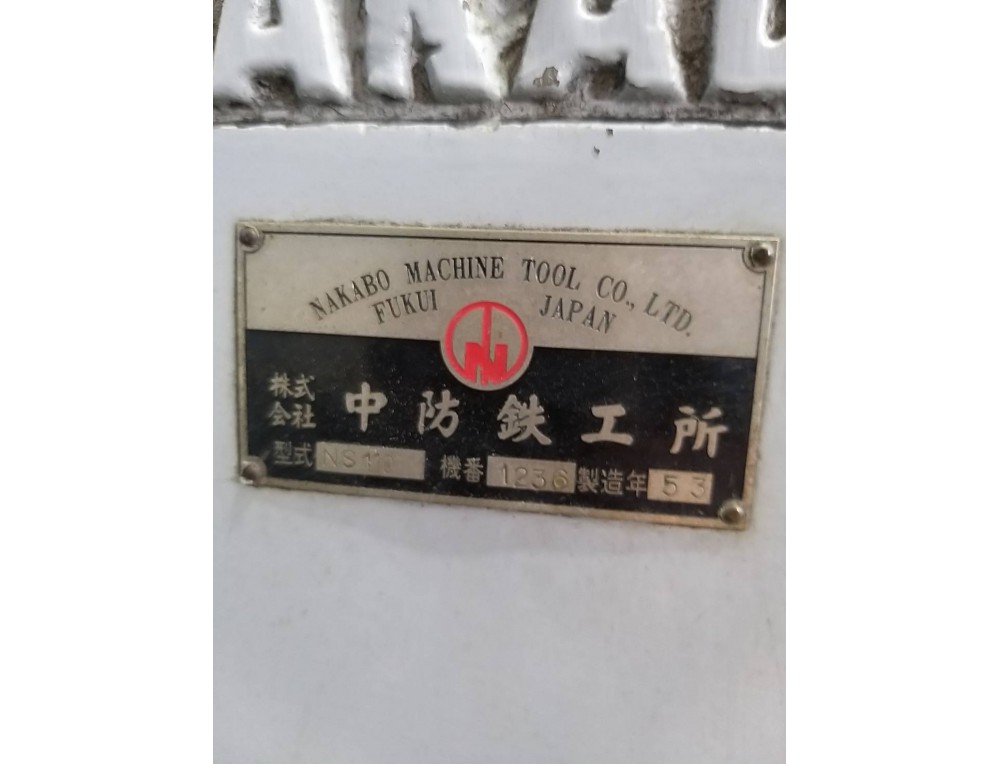 NAKABO MACHINE TOOL CO., LTD.
FUKUI JAPAN
株式会社 中防鉄工所
型式 機番 1236 製造年 53